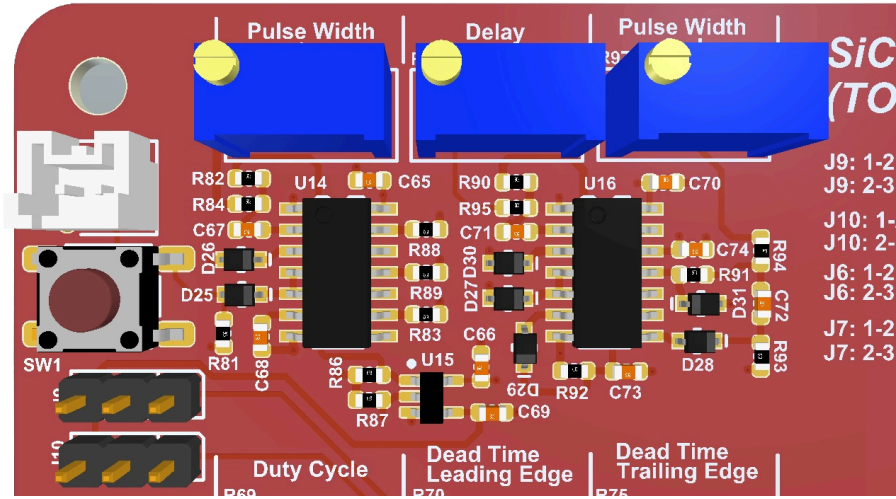 Pulse Width
Delay
Pulse Width
R97
SiC
(TO
R82
U14
C65
R90
U16
C70
J9: 1-2
J9: 2-3
R84
R95
C67
C71
J10: 1-
J10: 2-
R88
D26
D30
C74
R94
R91
J6: 1-2
J6: 2-3
D25
R89
D27
D31
C72
R83
J7: 1-2
J7: 2-3
R81
C68
C66
U15
R86
D29
D28
R93
SW1
R92
C73
R87
C69
J10
Duty Cycle
Dead Time
Leading Edge
Dead Time
Trailing Edge
R69
R70
R75